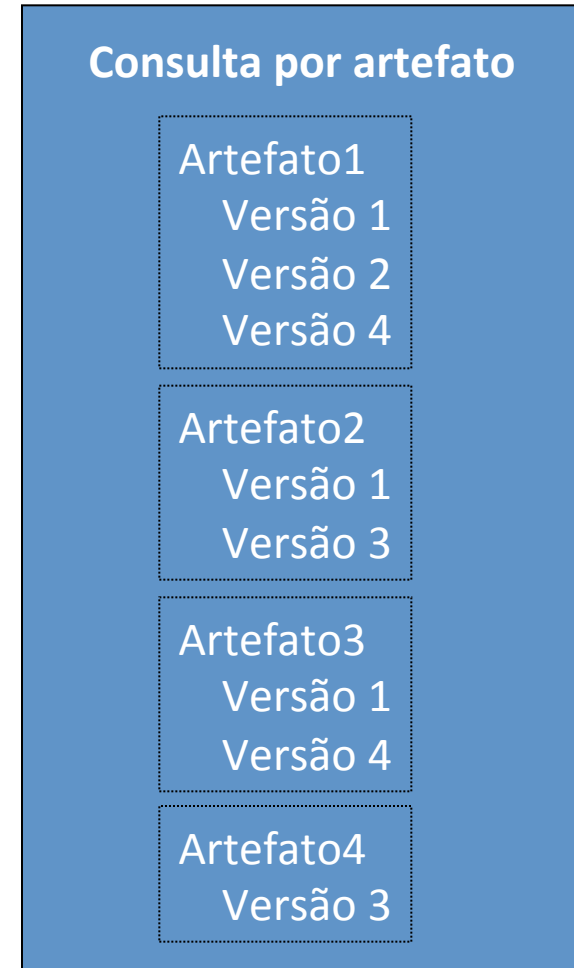 Consulta por artefato
Artefato1
Versão 1
Versão 2
Versão 4
Artefato2
Versão 1
Versão 3
Artefato3
Versão 1
Versão 4
Artefato4
Versão 3